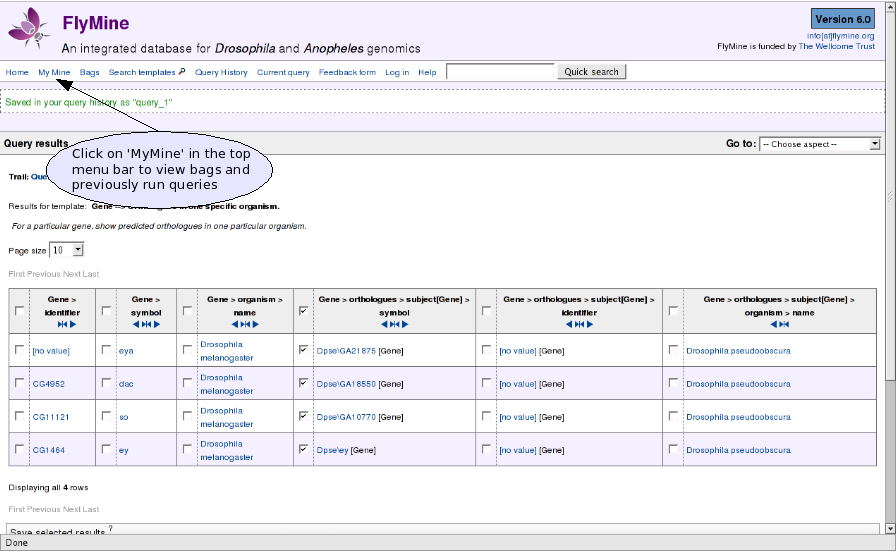 FlyMine
Version 6.0
An integrated database for Drosophila and Anopheles genomics
info[at]flymine.org
FlyMine is funded by The Wellcome Trust
Home My Mine Bags Search templates Query History Current query Feedback form Log in Help Quick search
Saved in your query history as "query_1"
Query results
Go to: -- Choose aspect --
Click on 'MyMine' in the top
menu bar to view bags and
previously run queries
Trail: Que
Results for template: Gene specific organism.
For a particular gene, show predicted orthologues in one particular organism.
Page size 10
First Previous Next Last
Gene > identifier
Gene > symbol
Gene > organism > name
Gene > orthologues > subject[Gene] > symbol
Gene > orthologues > subject[Gene] > identifier
Gene > orthologues > subject[Gene] > organism > name
[no value] eya Drosophila melanogaster Dpse\GA21875 [Gene] [no value] [Gene] Drosophila pseudoobscura
CG4952 dac Drosophila melanogaster Dpse\GA18550 [Gene] [no value] [Gene] Drosophila pseudoobscura
CG11121 so Drosophila melanogaster Dpse\GA10770 [Gene] [no value] [Gene] Drosophila pseudoobscura
CG1464 ey Drosophila melanogaster Dpse\ey [Gene] [no value] [Gene] Drosophila pseudoobscura
Displaying all 4 rows
First Previous Next Last
Save selected results ?
Done